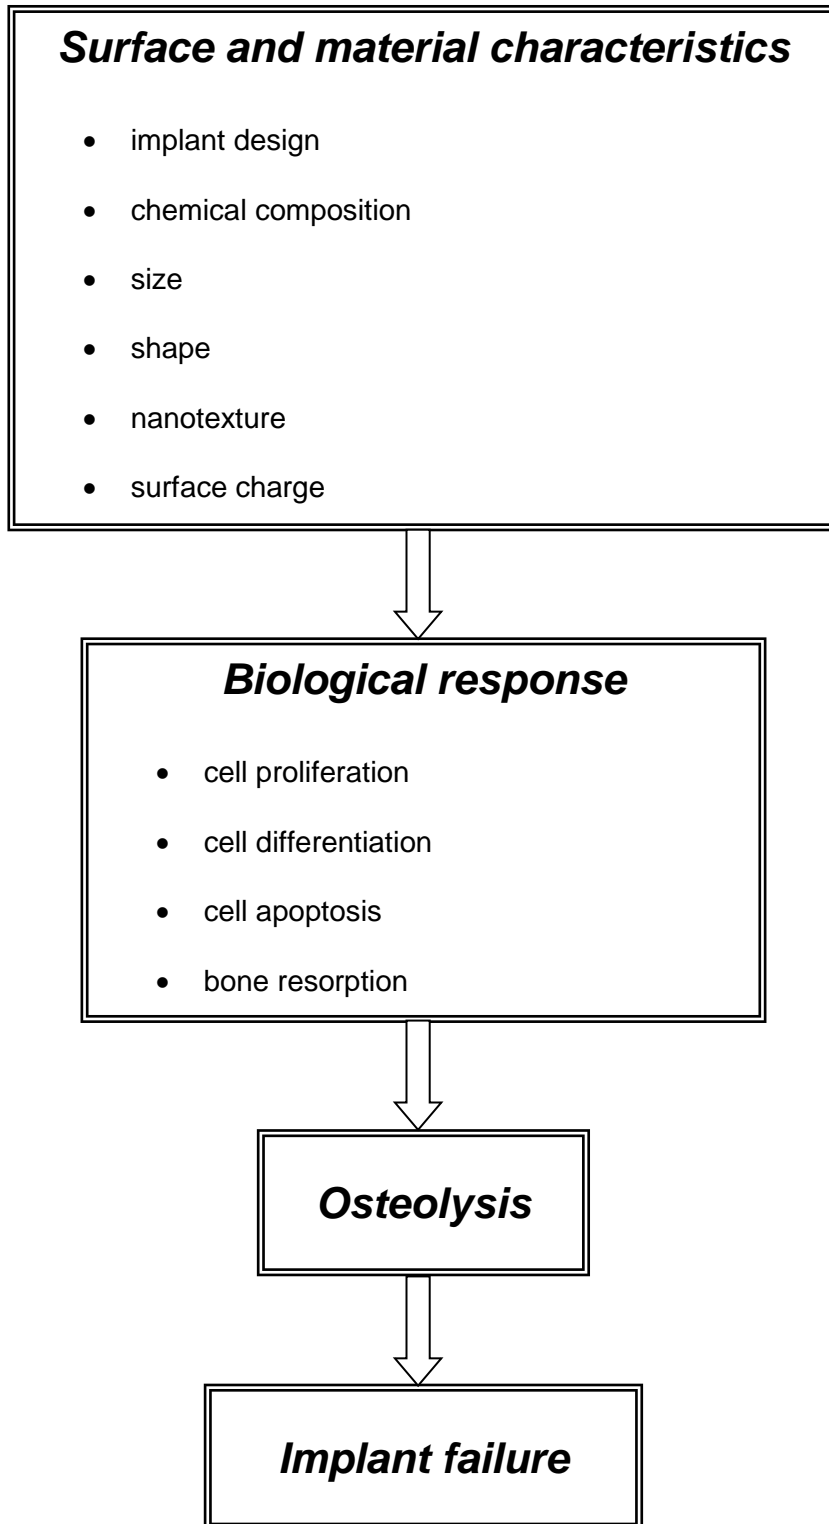 Surface and material characteristics
• implant design
• chemical composition
• size
• shape
• nanotexture
• surface charge
Biological response
• cell proliferation
• cell differentiation
• cell apoptosis
• bone resorption
Osteolysis
Implant failure